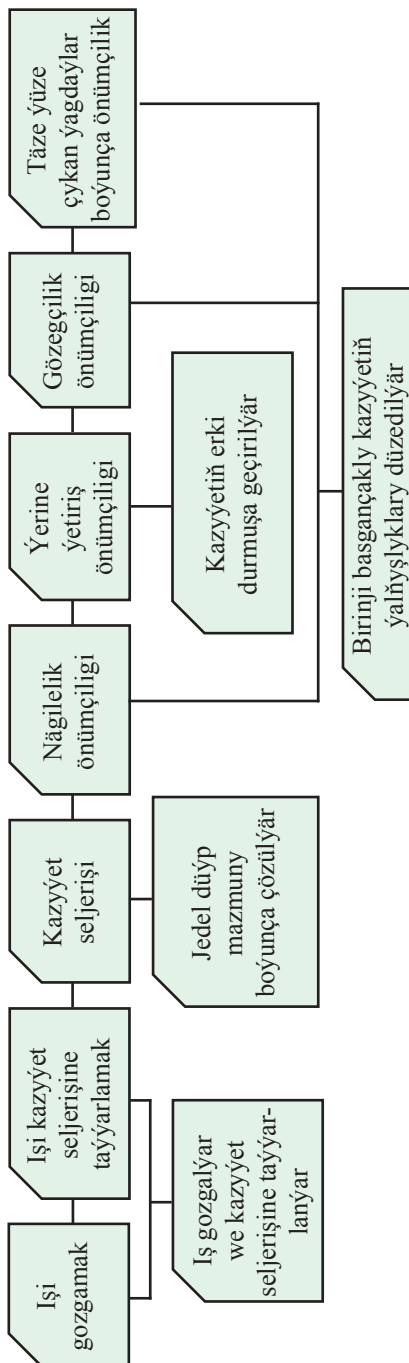 Işi
gozgamak
Işi kazyýet
seljerişine
taýýarlamak
Kazyýet
seljerişi
Nägilelik
önümçiligi
Ýerine
ýetiriş
önümçiligi
Gözegçilik
önümçiligi
Täze ýüze
çykan ýagdaýlar
boýunça önümçilik
Iş gozgalýar
we kazyýet
seljerişine taýýar-
lanýar
Jedel düýp
mazmuny
boýunça çözülýär
Kazyýetiň erki
durmuşa geçirilýär
Birinji basgançakly kazyýetiň
ýalňyşlyklary düzedilýär